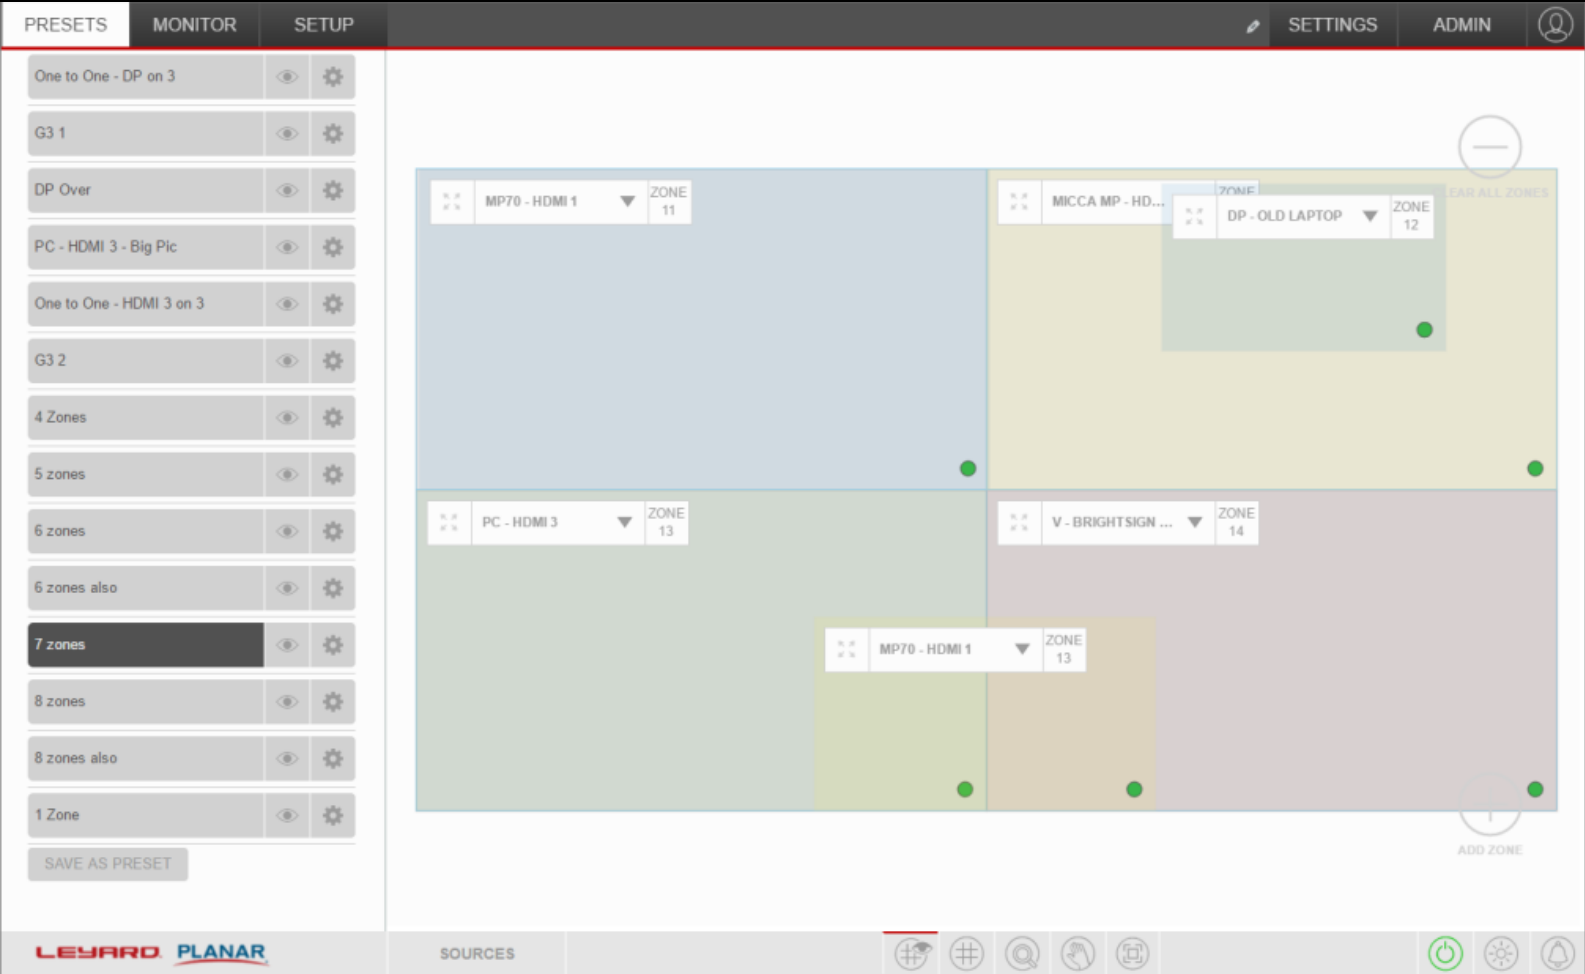 PRESETS
MONITOR
SETUP
SETTINGS
ADMIN
One to One - DP on 3
G3 1
DP Over
PC - HDMI 3 - Big Pic
One to One - HDMI 3 on 3
G3 2
4 Zones
5 zones
6 zones
6 zones also
7 zones
8 zones
8 zones also
1 Zone
SAVE AS PRESET
EAR ALL ZONES
MP70 - HDMI 1
ZONE
11
MICCA MP - HD...
ZONE
DP - OLD LAPTOP
ZONE
12
PC - HDMI 3
ZONE
13
V - BRIGHTSIGN ...
ZONE
14
MP70 - HDMI 1
ZONE
13
ADD ZONE
LEYARD
PLANAR
SOURCES